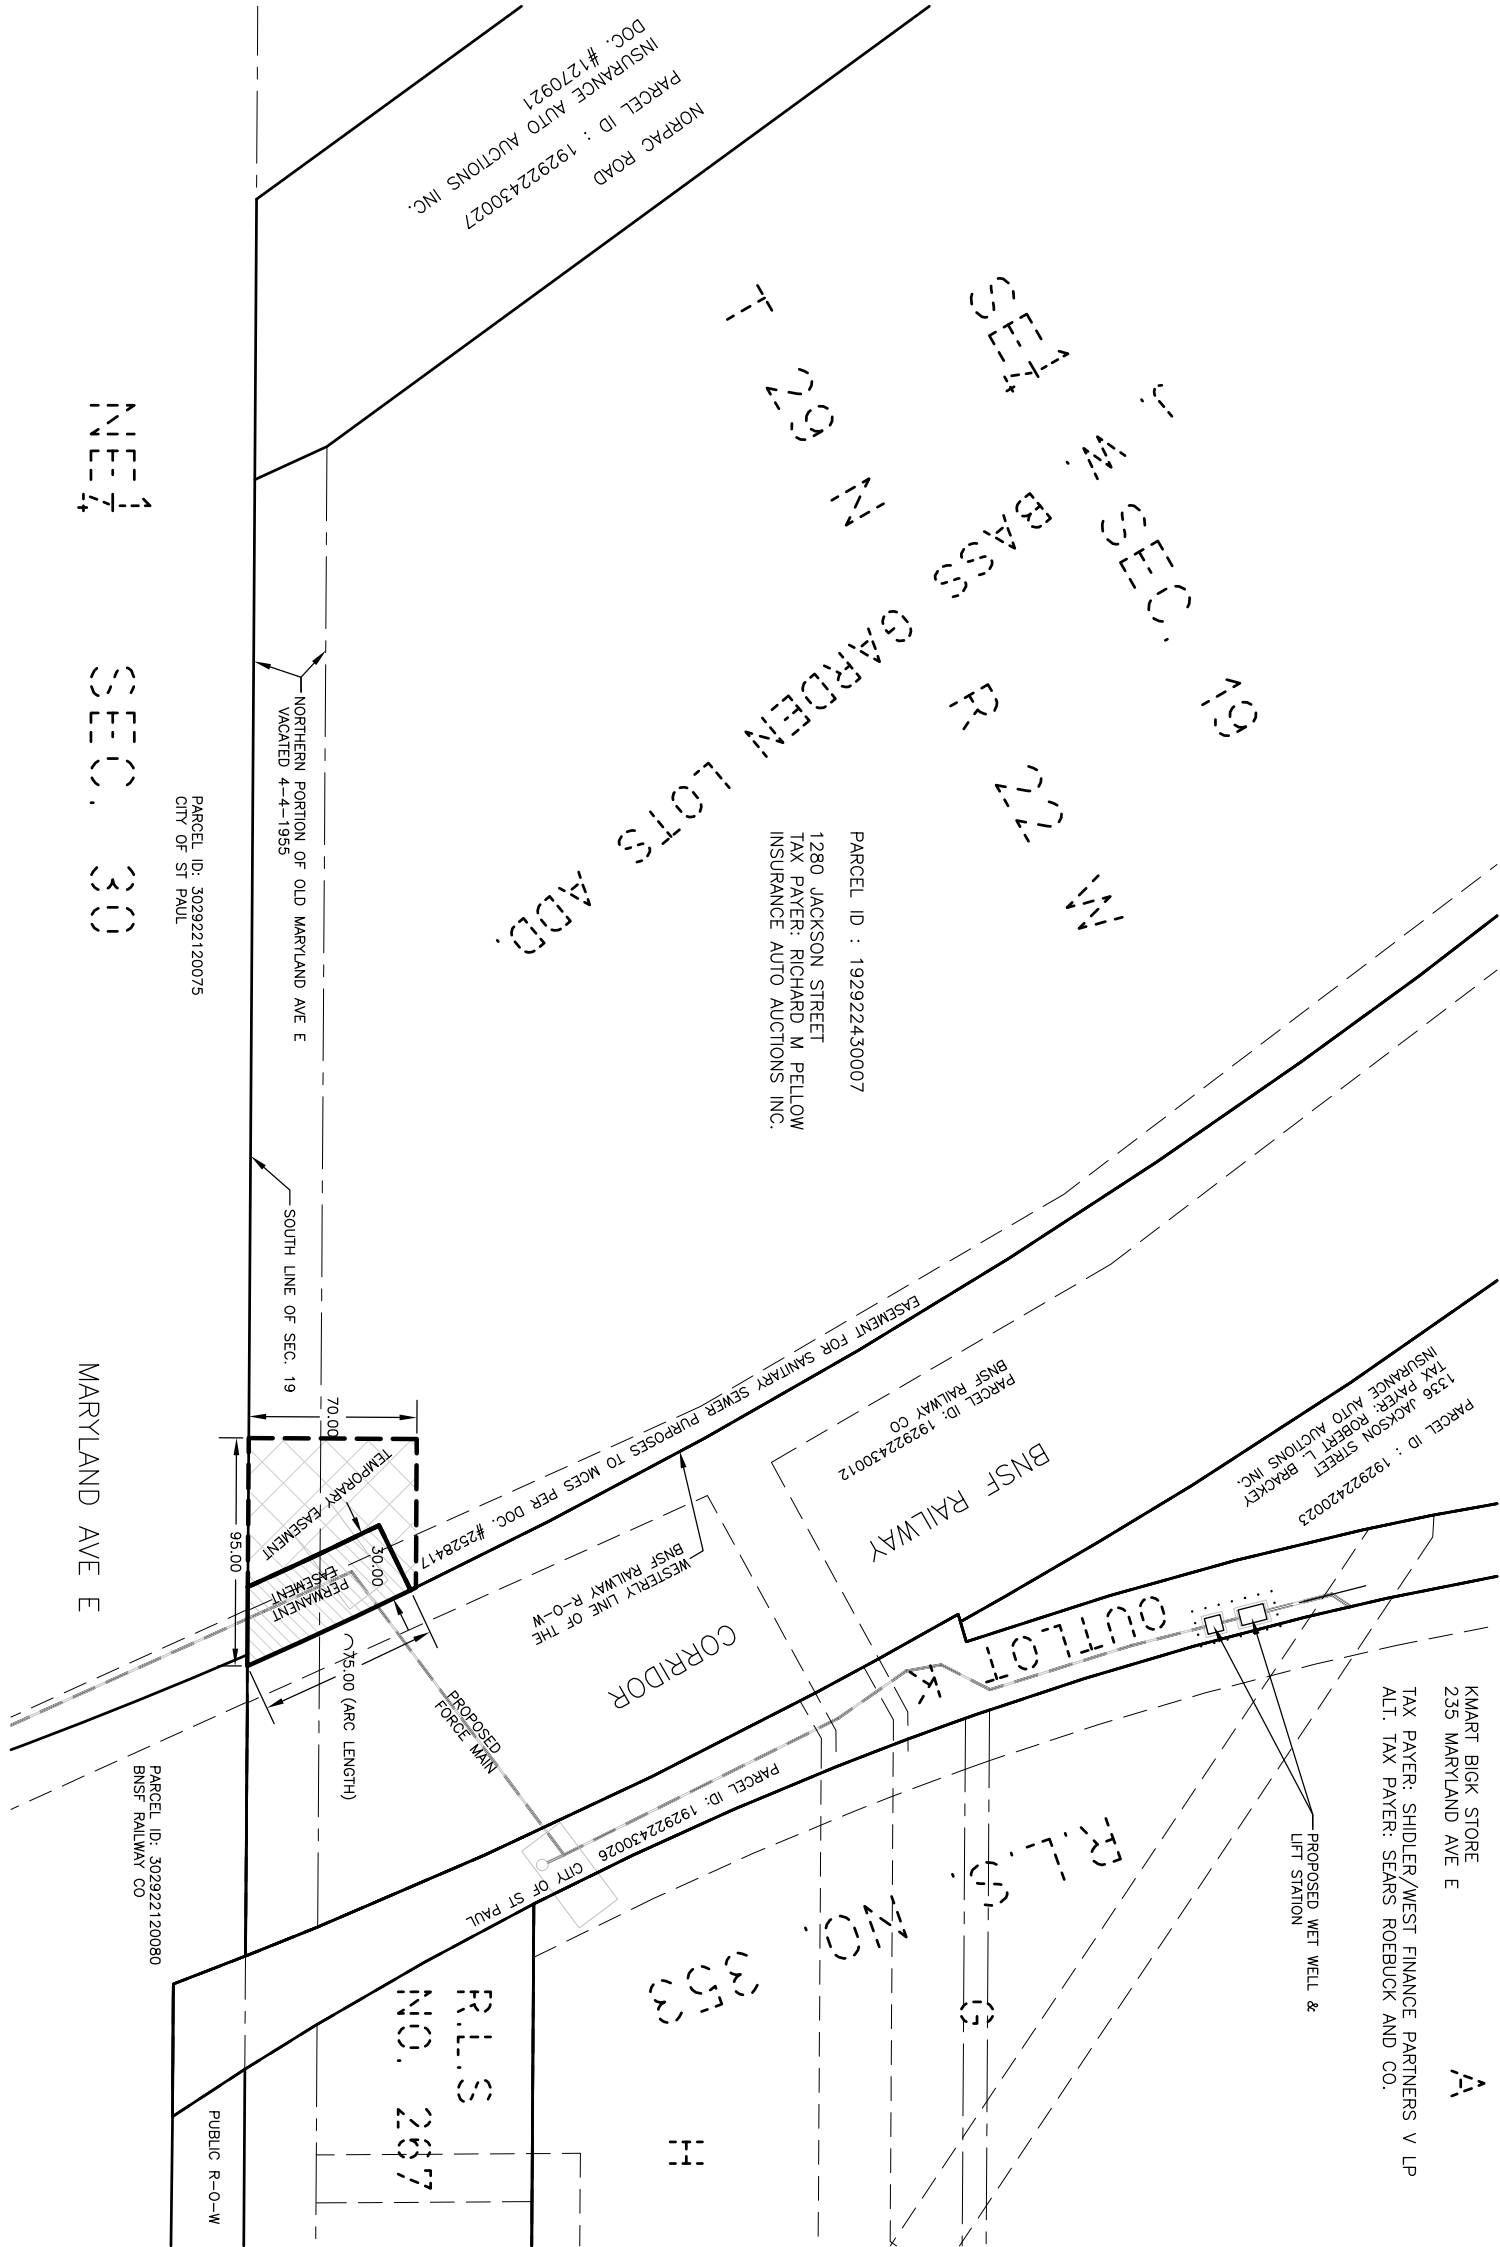 NORPAC ROAD
PARCEL ID : 192922430027
INSURANCE AUTO AUCTIONS INC.
DOC. #1270921
SE1/4 SEC. 19
T 29 N R 22 W
J. W. BASS GARDEN LOTS ADD.
PARCEL ID : 192922430007
1280 JACKSON STREET
TAX PAYER: RICHARD M PELLOW
INSURANCE AUTO AUCTIONS INC.
NORTHERN PORTION OF OLD MARYLAND AVE E
VACATED 4-4-1955
SOUTH LINE OF SEC. 19
NE1/4 SEC. 30
PARCEL ID: 302922120075
CITY OF ST PAUL
MARYLAND AVE E
EASEMENT FOR SANITARY SEWER PURPOSES TO MCES PER DOC. #2528417
PARCEL ID: 192922430012
BNSF RAILWAY CO
BNSF RAILWAY
CORRIDOR
WESTERLY LINE OF THE
BNSF RAILWAY R-O-W
70.00
95.00
30.00
75.00 (ARC LENGTH)
TEMPORARY EASEMENT
PERMANENT
EASEMENT
PROPOSED
FORCE MAIN
PARCEL ID : 192922420023
1336 JACKSON STREET
TAX PAYER: ROBERT L. BRACKEY
INSURANCE AUTO AUCTIONS INC.
OUTLOT K
KMART BIGK STORE
235 MARYLAND AVE E
TAX PAYER: SHIDLER/WEST FINANCE PARTNERS V LP
ALT. TAX PAYER: SEARS ROEBUCK AND CO.
A
PROPOSED WET WELL &
LIFT STATION
R.L.S. NO. 353
G
H
CITY OF ST PAUL PARCEL ID: 192922430026
R.L.S
NO. 267
PARCEL ID: 302922120080
BNSF RAILWAY CO
PUBLIC R-O-W